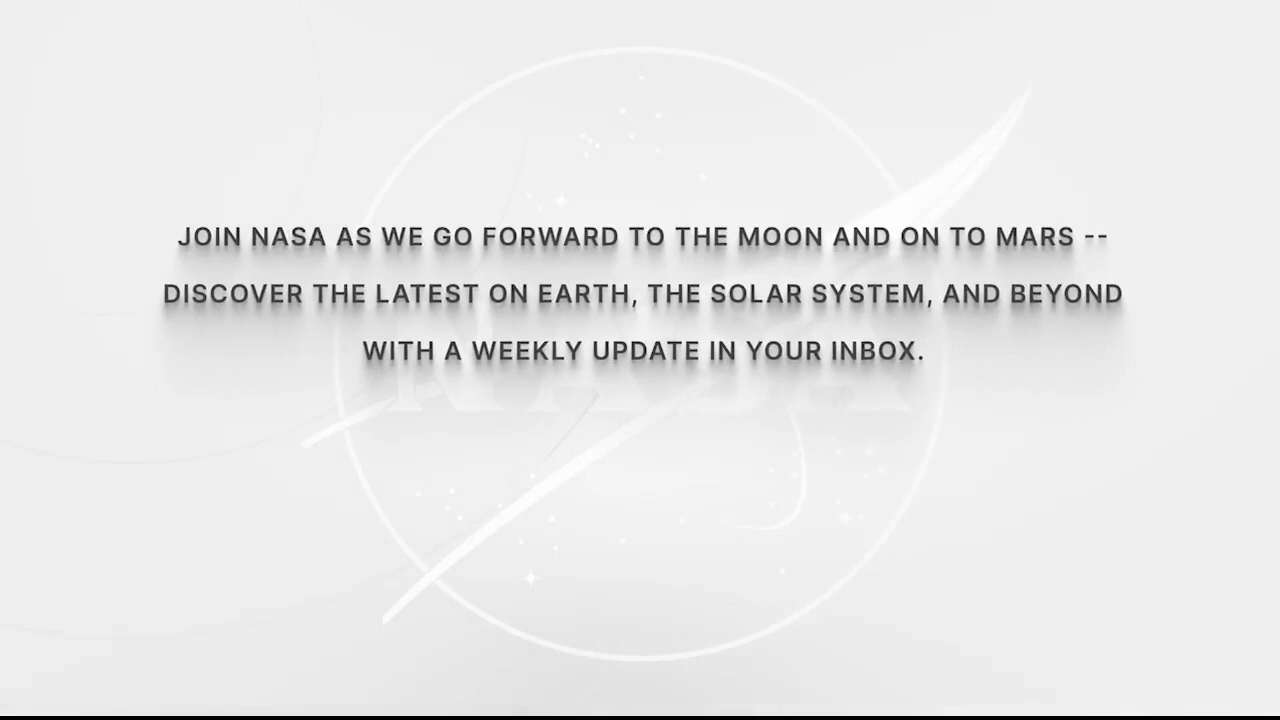 JOIN NASA AS WE GO FORWARD TO THE MOON AND ON TO MARS --
DISCOVER THE LATEST ON EARTH, THE SOLAR SYSTEM, AND BEYOND
WITH A WEEKLY UPDATE IN YOUR INBOX.
NASA